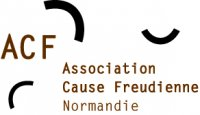 ACF
Association
Cause Freudienne
Normandie